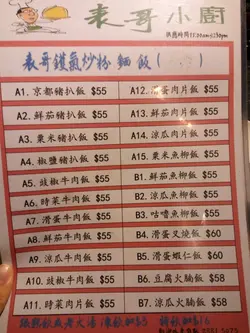 表哥小廚
表哥鑊氣炒粉麵飯
A1. 京都豬扒飯 $55
A2. 鮮茄豬扒飯 $55
A3. 粟米豬扒飯 $55
A4. 椒鹽豬扒飯 $55
A5. 豉椒牛肉飯 $55
A6. 時菜牛肉飯 $55
A7. 滑蛋牛肉飯 $55
A8. 鮮茄牛肉飯 $55
A9. 涼瓜牛肉飯 $55
A10. 豉椒肉片飯 $55
A11. 時菜肉片飯 $55
A12. 滑蛋肉片飯 $55
A13. 鮮茄肉片飯 $55
A14. 涼瓜肉片飯 $55
A15. 粟米魚柳飯 $55
B1. 鮮茄魚柳飯 $55
B2. 涼瓜魚柳飯 $55
B3. 咕嚕魚柳飯 $55
B4. 滑蛋叉燒飯 $60
B5. 滑蛋蝦仁飯 $60
B6. 豆腐火腩飯 $58
B7. 涼瓜火腩飯 $58